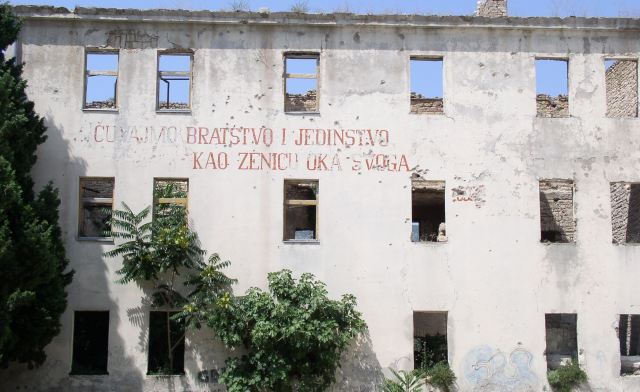 ČUVAJMO BRATSTVO I JEDINSTVO
KAO ZENICU OKA SVOGA